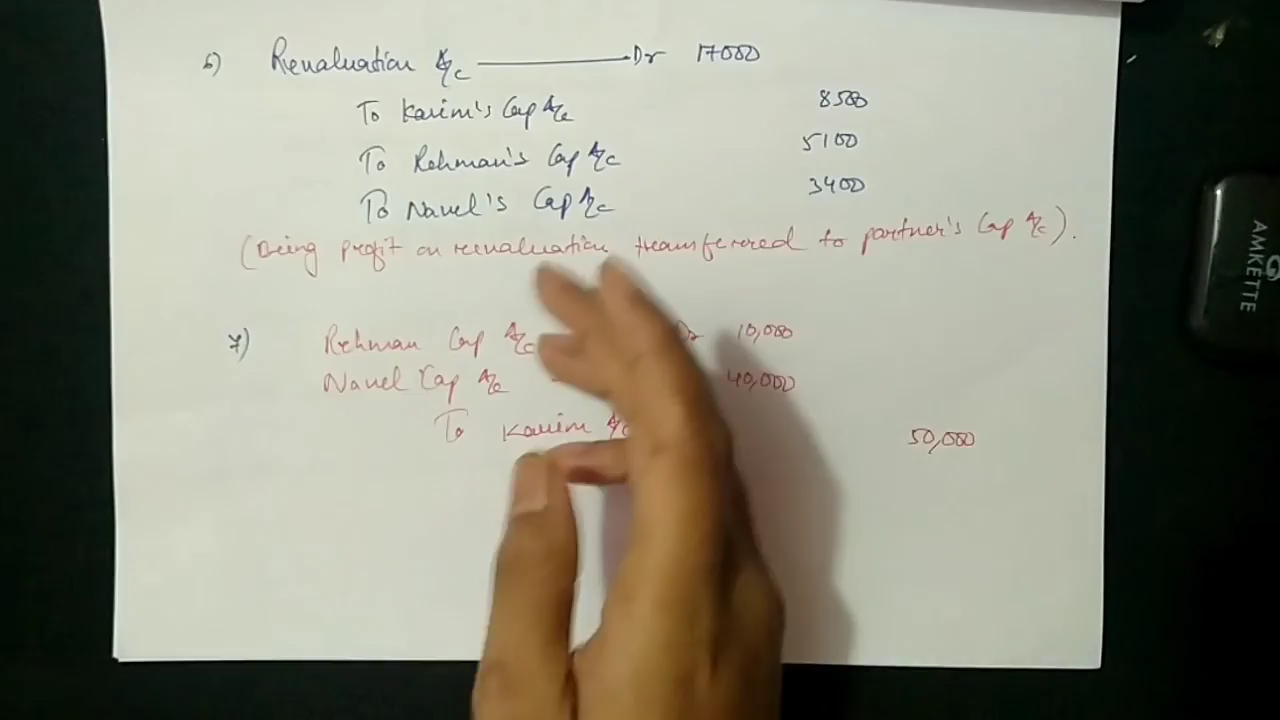 6) Revaluation A/c Dr 17000
To Karim's Cap A/c 8500
To Rehman's Cap A/c 5100
To Navel's Cap A/c 3400
(Being profit on revaluation transferred to partner's Cap A/c).
7) Rehman Cap A/c Dr 10,000
Navel Cap A/c 40,000
To Karim A/c 50,000
AMKETTE